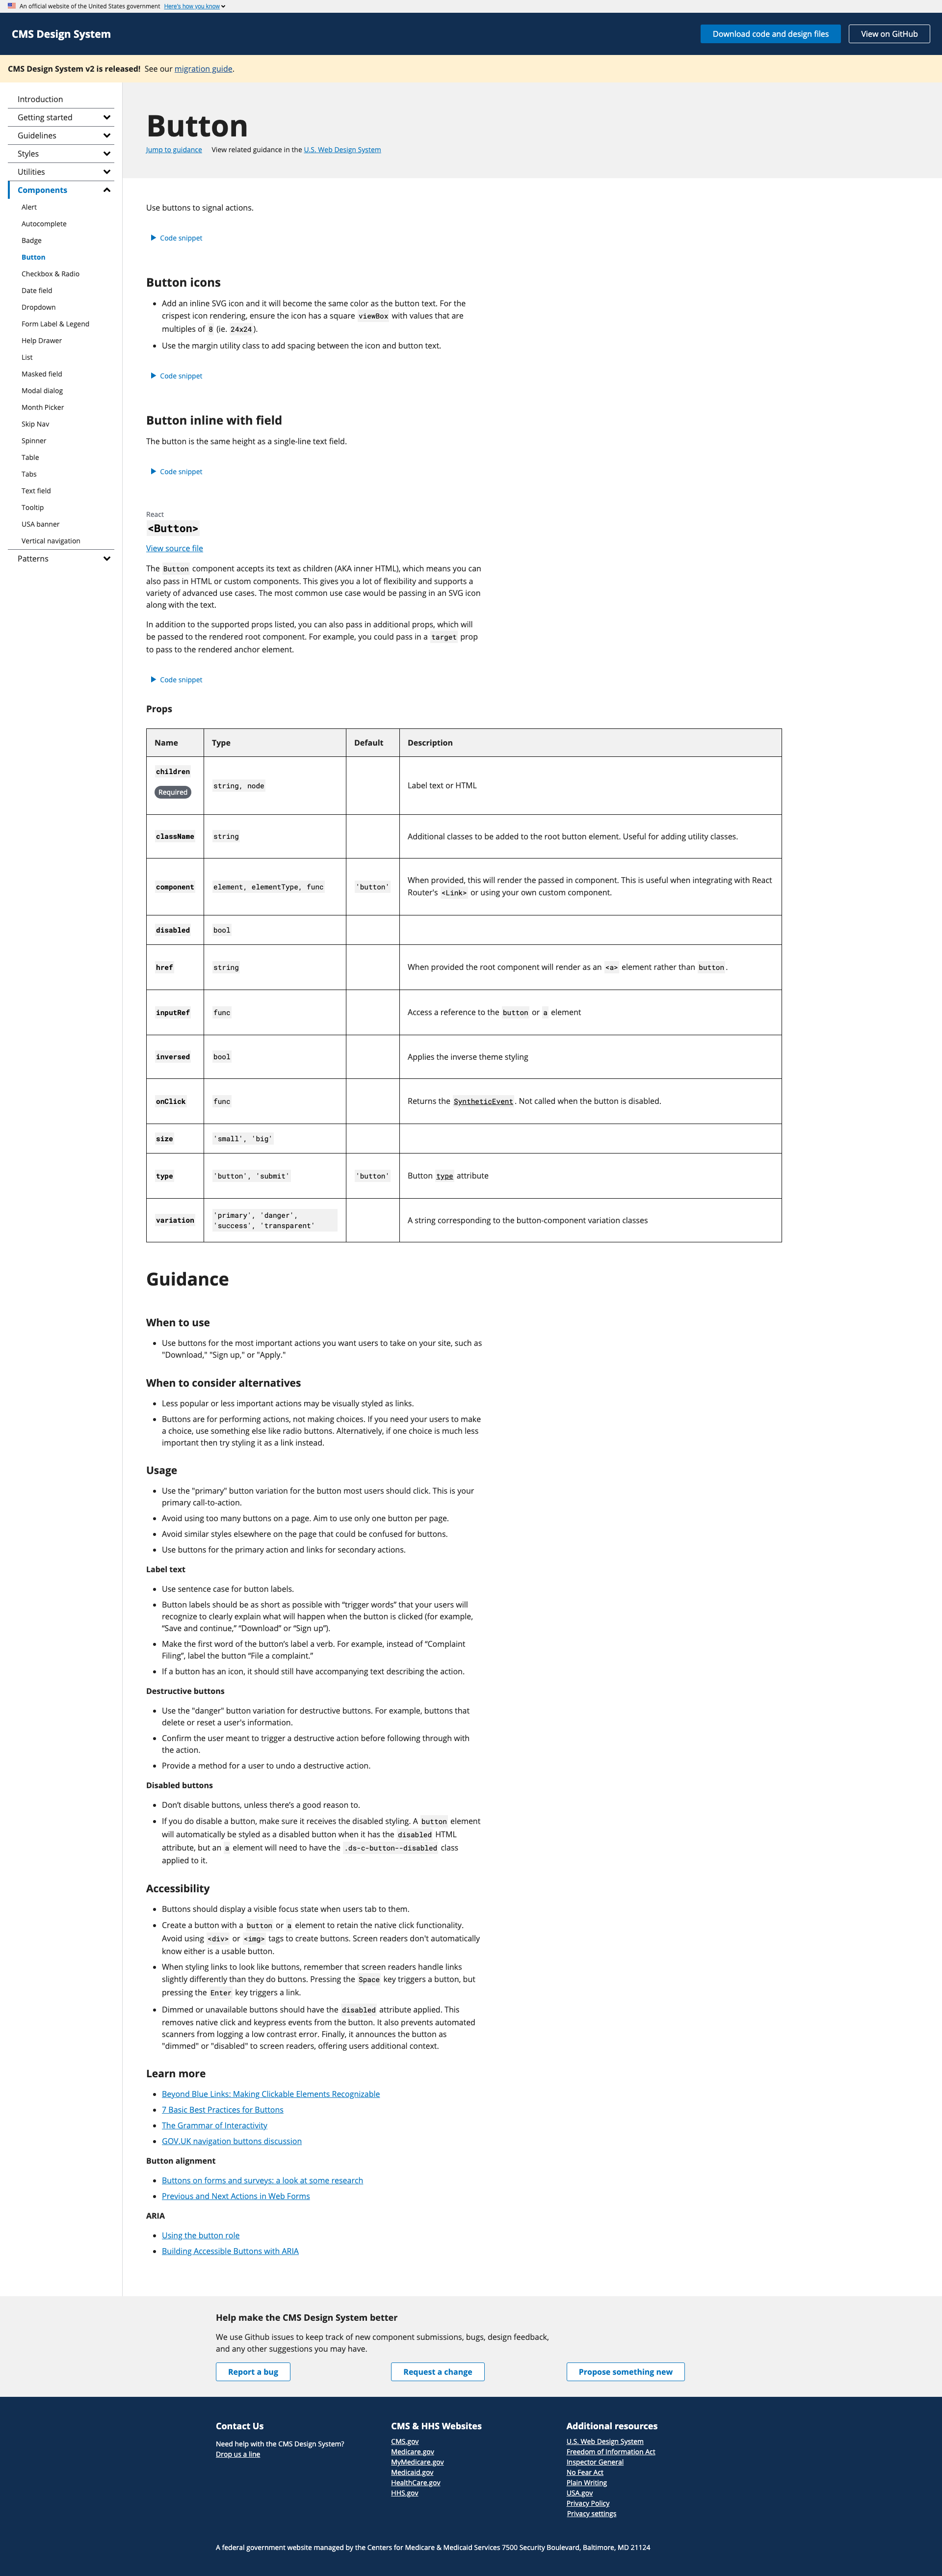 An official website of the United States government Here's how you know
CMS Design System
Download code and design files
View on GitHub
CMS Design System v2 is released! See our migration guide.
Introduction
Getting started
Guidelines
Styles
Utilities
Components
Alert
Autocomplete
Badge
Button
Checkbox & Radio
Date field
Dropdown
Form Label & Legend
Help Drawer
List
Masked field
Modal dialog
Month Picker
Skip Nav
Spinner
Table
Tabs
Text field
Tooltip
USA banner
Vertical navigation
Patterns
Button
Jump to guidance View related guidance in the U.S. Web Design System
Use buttons to signal actions.
Code snippet
Button icons
• Add an inline SVG icon and it will become the same color as the button text. For the
crispest icon rendering, ensure the icon has a square viewBox with values that are
multiples of 8 (ie. 24x24).
• Use the margin utility class to add spacing between the icon and button text.
Code snippet
Button inline with field
The button is the same height as a single-line text field.
Code snippet
React
<Button>
View source file
The Button component accepts its text as children (AKA inner HTML), which means you can
also pass in HTML or custom components. This gives you a lot of flexibility and supports a
variety of advanced use cases. The most common use case would be passing in an SVG icon
along with the text.
In addition to the supported props listed, you can also pass in additional props, which will
be passed to the rendered root component. For example, you could pass in a target prop
to pass to the rendered anchor element.
Code snippet
Props
Name Type Default Description
children
Required
string, node
Label text or HTML
className string Additional classes to be added to the root button element. Useful for adding utility classes.
component element, elementType, func 'button' When provided, this will render the passed in component. This is useful when integrating with React
Router's <Link> or using your own custom component.
disabled bool
href string When provided the root component will render as an <a> element rather than button.
inputRef func Access a reference to the button or a element
inversed bool Applies the inverse theme styling
onClick func Returns the SyntheticEvent. Not called when the button is disabled.
size 'small', 'big'
type 'button', 'submit' 'button' Button type attribute
variation 'primary', 'danger',
'success', 'transparent'
A string corresponding to the button-component variation classes
Guidance
When to use
• Use buttons for the most important actions you want users to take on your site, such as
"Download," "Sign up," or "Apply."
When to consider alternatives
• Less popular or less important actions may be visually styled as links.
• Buttons are for performing actions, not making choices. If you need your users to make
a choice, use something else like radio buttons. Alternatively, if one choice is much less
important then try styling it as a link instead.
Usage
• Use the "primary" button variation for the button most users should click. This is your
primary call-to-action.
• Avoid using too many buttons on a page. Aim to use only one button per page.
• Avoid similar styles elsewhere on the page that could be confused for buttons.
• Use buttons for the primary action and links for secondary actions.
Label text
• Use sentence case for button labels.
• Button labels should be as short as possible with “trigger words” that your users will
recognize to clearly explain what will happen when the button is clicked (for example,
“Save and continue,” “Download” or “Sign up”).
• Make the first word of the button’s label a verb. For example, instead of “Complaint
Filing”, label the button “File a complaint.”
• If a button has an icon, it should still have accompanying text describing the action.
Destructive buttons
• Use the "danger" button variation for destructive buttons. For example, buttons that
delete or reset a user's information.
• Confirm the user meant to trigger a destructive action before following through with
the action.
• Provide a method for a user to undo a destructive action.
Disabled buttons
• Don’t disable buttons, unless there’s a good reason to.
• If you do disable a button, make sure it receives the disabled styling. A button element
will automatically be styled as a disabled button when it has the disabled HTML
attribute, but an a element will need to have the .ds-c-button--disabled class
applied to it.
Accessibility
• Buttons should display a visible focus state when users tab to them.
• Create a button with a button or a element to retain the native click functionality.
Avoid using <div> or <img> tags to create buttons. Screen readers don't automatically
know either is a usable button.
• When styling links to look like buttons, remember that screen readers handle links
slightly differently than they do buttons. Pressing the Space key triggers a button, but
pressing the Enter key triggers a link.
• Dimmed or unavailable buttons should have the disabled attribute applied. This
removes native click and keypress events from the button. It also prevents automated
scanners from logging a low contrast error. Finally, it announces the button as
"dimmed" or "disabled" to screen readers, offering users additional context.
Learn more
• Beyond Blue Links: Making Clickable Elements Recognizable
• 7 Basic Best Practices for Buttons
• The Grammar of Interactivity
• GOV.UK navigation buttons discussion
Button alignment
• Buttons on forms and surveys: a look at some research
• Previous and Next Actions in Web Forms
ARIA
• Using the button role
• Building Accessible Buttons with ARIA
Help make the CMS Design System better
We use Github issues to keep track of new component submissions, bugs, design feedback,
and any other suggestions you may have.
Report a bug
Request a change
Propose something new
Contact Us
Need help with the CMS Design System?
Drop us a line
CMS & HHS Websites
CMS.gov
Medicare.gov
MyMedicare.gov
Medicaid.gov
HealthCare.gov
HHS.gov
Additional resources
U.S. Web Design System
Freedom of Information Act
Inspector General
No Fear Act
Plain Writing
USA.gov
Privacy Policy
Privacy settings
A federal government website managed by the Centers for Medicare & Medicaid Services 7500 Security Boulevard, Baltimore, MD 21124